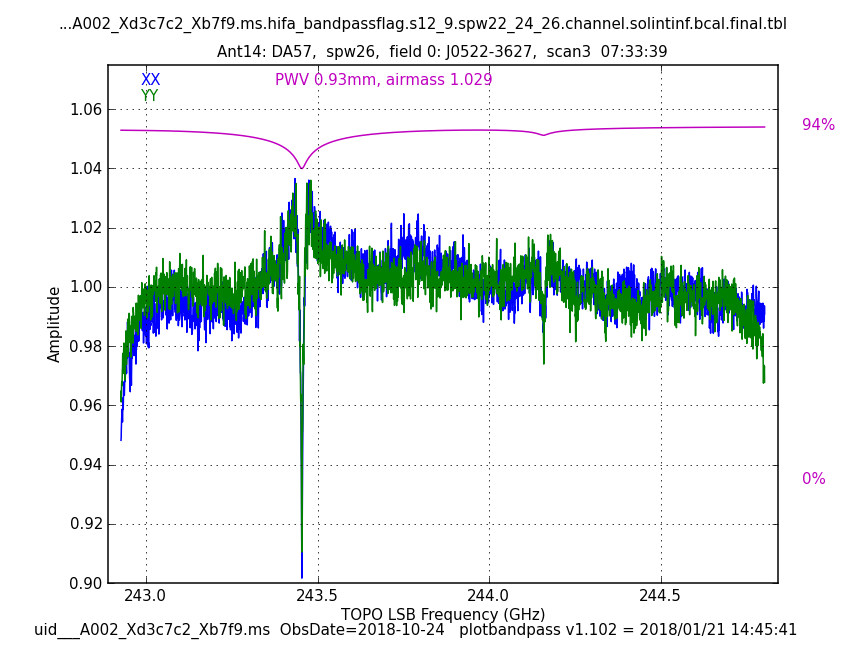 ...A002_Xd3c7c2_Xb7f9.ms.hifa_bandpassflag.s12_9.spw22_24_26.channel.solintinf.bcal.final.tbl
Ant14: DA57,  spw26,  field 0: J0522-3627,  scan3  07:33:39
XX
PWV 0.93mm, airmass 1.029
YY
94%
0%
1.06
1.04
1.02
1.00
0.98
0.96
0.94
0.92
0.90
Amplitude
243.0 243.5 244.0 244.5
TOPO LSB Frequency (GHz)
uid___A002_Xd3c7c2_Xb7f9.ms  ObsDate=2018-10-24   plotbandpass v1.102 = 2018/01/21 14:45:41